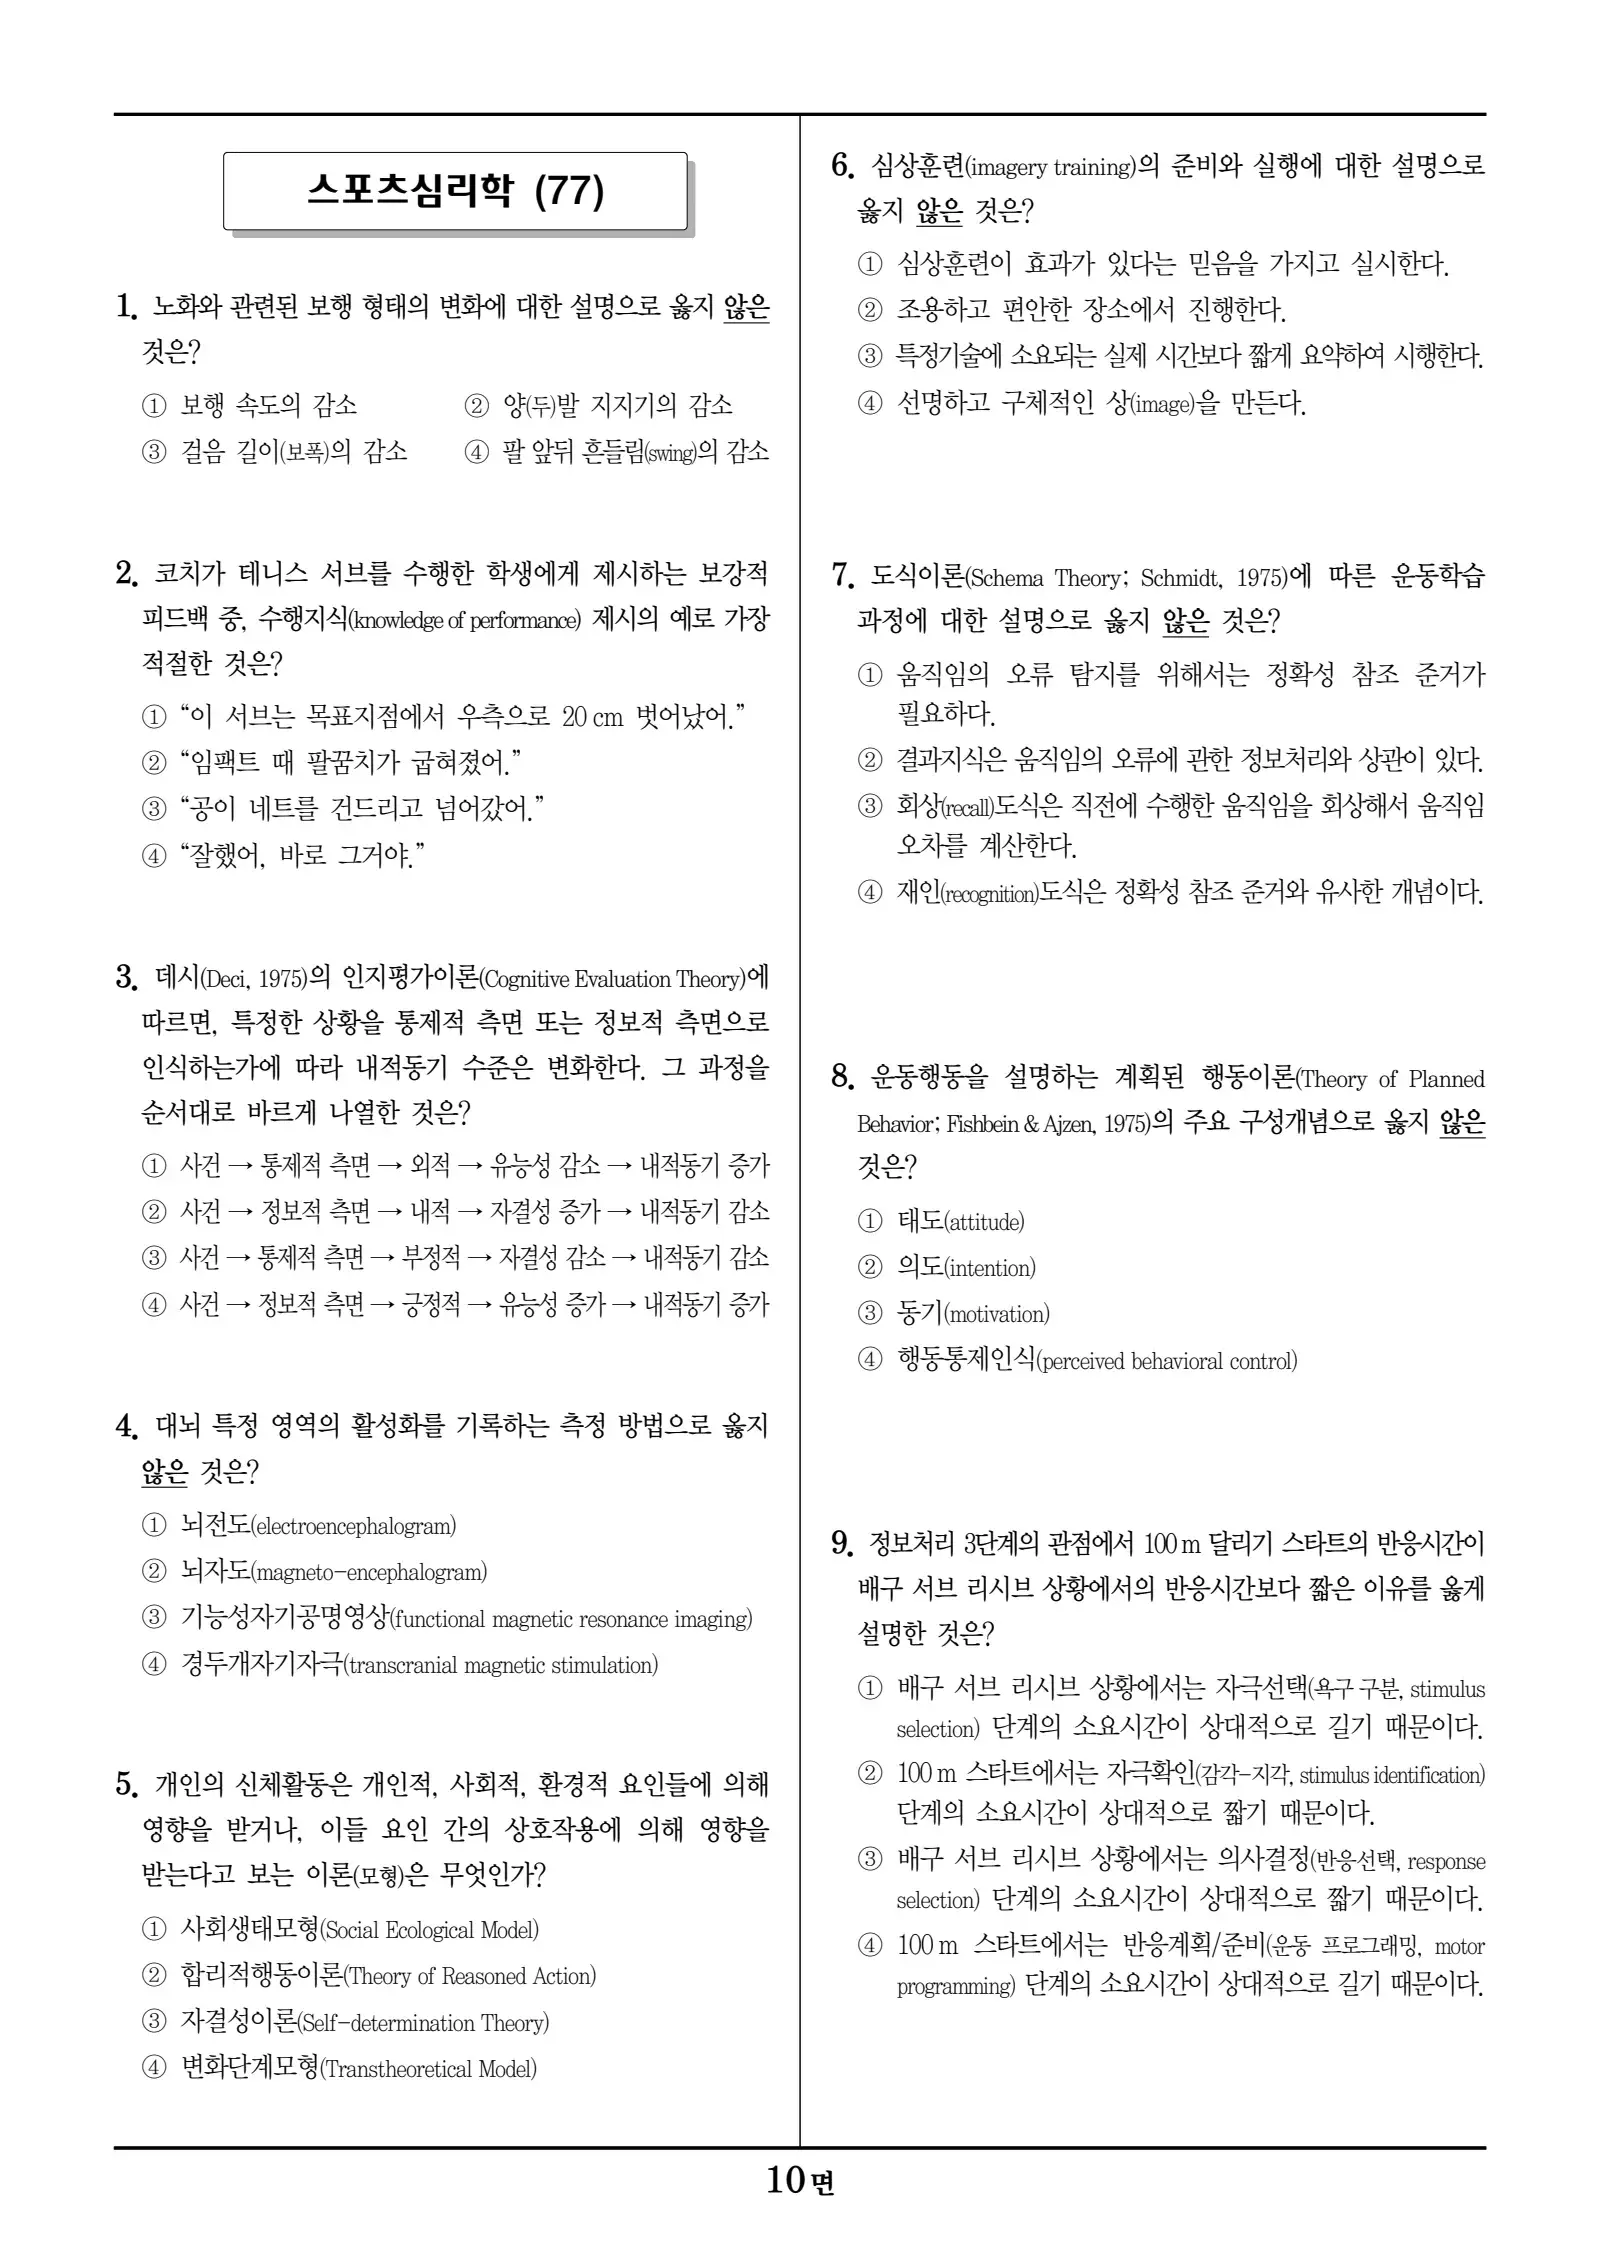 스포츠심리학 (77)
1. 노화와 관련된 보행 형태의 변화에 대한 설명으로 옳지 않은
것은?
① 보행 속도의 감소 ② 양(두)발 지지기의 감소
③ 걸음 길이(보폭)의 감소 ④ 팔 앞뒤 흔들림(swing)의 감소
2. 코치가 테니스 서브를 수행한 학생에게 제시하는 보강적
피드백 중, 수행지식(knowledge of performance) 제시의 예로 가장
적절한 것은?
① “이 서브는 목표지점에서 우측으로 20 cm 벗어났어.”
② “임팩트 때 팔꿈치가 굽혀졌어.”
③ “공이 네트를 건드리고 넘어갔어.”
④ “잘했어, 바로 그거야.”
3. 데시(Deci, 1975)의 인지평가이론(Cognitive Evaluation Theory)에
따르면, 특정한 상황을 통제적 측면 또는 정보적 측면으로
인식하는가에 따라 내적동기 수준은 변화한다. 그 과정을
순서대로 바르게 나열한 것은?
① 사건 → 통제적 측면 → 외적 → 유능성 감소 → 내적동기 증가
② 사건 → 정보적 측면 → 내적 → 자결성 증가 → 내적동기 감소
③ 사건 → 통제적 측면 → 부정적 → 자결성 감소 → 내적동기 감소
④ 사건 → 정보적 측면 → 긍정적 → 유능성 증가 → 내적동기 증가
4. 대뇌 특정 영역의 활성화를 기록하는 측정 방법으로 옳지
않은 것은?
① 뇌전도(electroencephalogram)
② 뇌자도(magneto-encephalogram)
③ 기능성자기공명영상(functional magnetic resonance imaging)
④ 경두개자기자극(transcranial magnetic stimulation)
5. 개인의 신체활동은 개인적, 사회적, 환경적 요인들에 의해
영향을 받거나, 이들 요인 간의 상호작용에 의해 영향을
받는다고 보는 이론(모형)은 무엇인가?
① 사회생태모형(Social Ecological Model)
② 합리적행동이론(Theory of Reasoned Action)
③ 자결성이론(Self-determination Theory)
④ 변화단계모형(Transtheoretical Model)
6. 심상훈련(imagery training)의 준비와 실행에 대한 설명으로
옳지 않은 것은?
① 심상훈련이 효과가 있다는 믿음을 가지고 실시한다.
② 조용하고 편안한 장소에서 진행한다.
③ 특정기술에 소요되는 실제 시간보다 짧게 요약하여 시행한다.
④ 선명하고 구체적인 상(image)을 만든다.
7. 도식이론(Schema Theory; Schmidt, 1975)에 따른 운동학습
과정에 대한 설명으로 옳지 않은 것은?
① 움직임의 오류 탐지를 위해서는 정확성 참조 준거가
필요하다.
② 결과지식은 움직임의 오류에 관한 정보처리와 상관이 있다.
③ 회상(recall)도식은 직전에 수행한 움직임을 회상해서 움직임
오차를 계산한다.
④ 재인(recognition)도식은 정확성 참조 준거와 유사한 개념이다.
8. 운동행동을 설명하는 계획된 행동이론(Theory of Planned
Behavior; Fishbein & Ajzen, 1975)의 주요 구성개념으로 옳지 않은
것은?
① 태도(attitude)
② 의도(intention)
③ 동기(motivation)
④ 행동통제인식(perceived behavioral control)
9. 정보처리 3단계의 관점에서 100 m 달리기 스타트의 반응시간이
배구 서브 리시브 상황에서의 반응시간보다 짧은 이유를 옳게
설명한 것은?
① 배구 서브 리시브 상황에서는 자극선택(욕구 구분, stimulus
selection) 단계의 소요시간이 상대적으로 길기 때문이다.
② 100 m 스타트에서는 자극확인(감각-지각, stimulus identification)
단계의 소요시간이 상대적으로 짧기 때문이다.
③ 배구 서브 리시브 상황에서는 의사결정(반응선택, response
selection) 단계의 소요시간이 상대적으로 짧기 때문이다.
④ 100 m 스타트에서는 반응계획/준비(운동 프로그래밍, motor
programming) 단계의 소요시간이 상대적으로 길기 때문이다.
10면